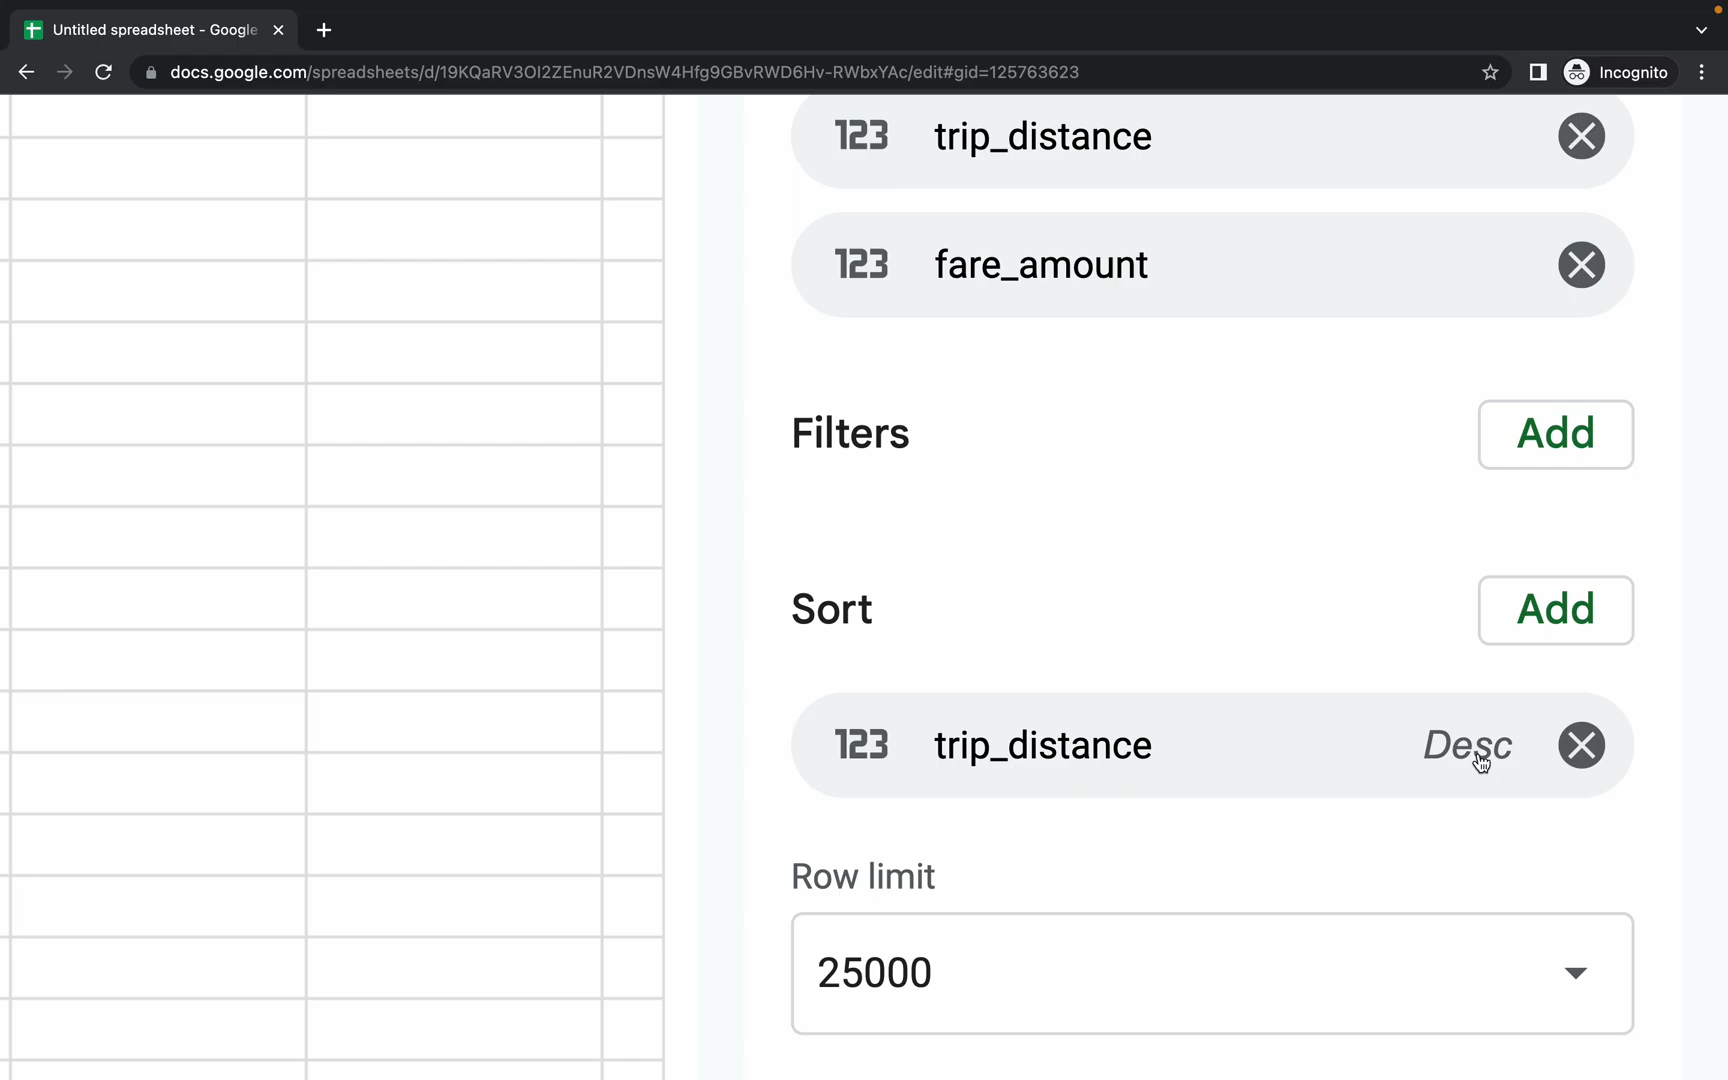 Untitled spreadsheet - Google
docs.google.com/spreadsheets/d/19KQaRV3OI2ZEnuR2VDnsW4Hfg9GBvRWD6Hv-RWbxYAc/edit#gid=125763623
Incognito
123 trip_distance
123 fare_amount
Filters Add
Sort Add
123 trip_distance Desc
Row limit
25000